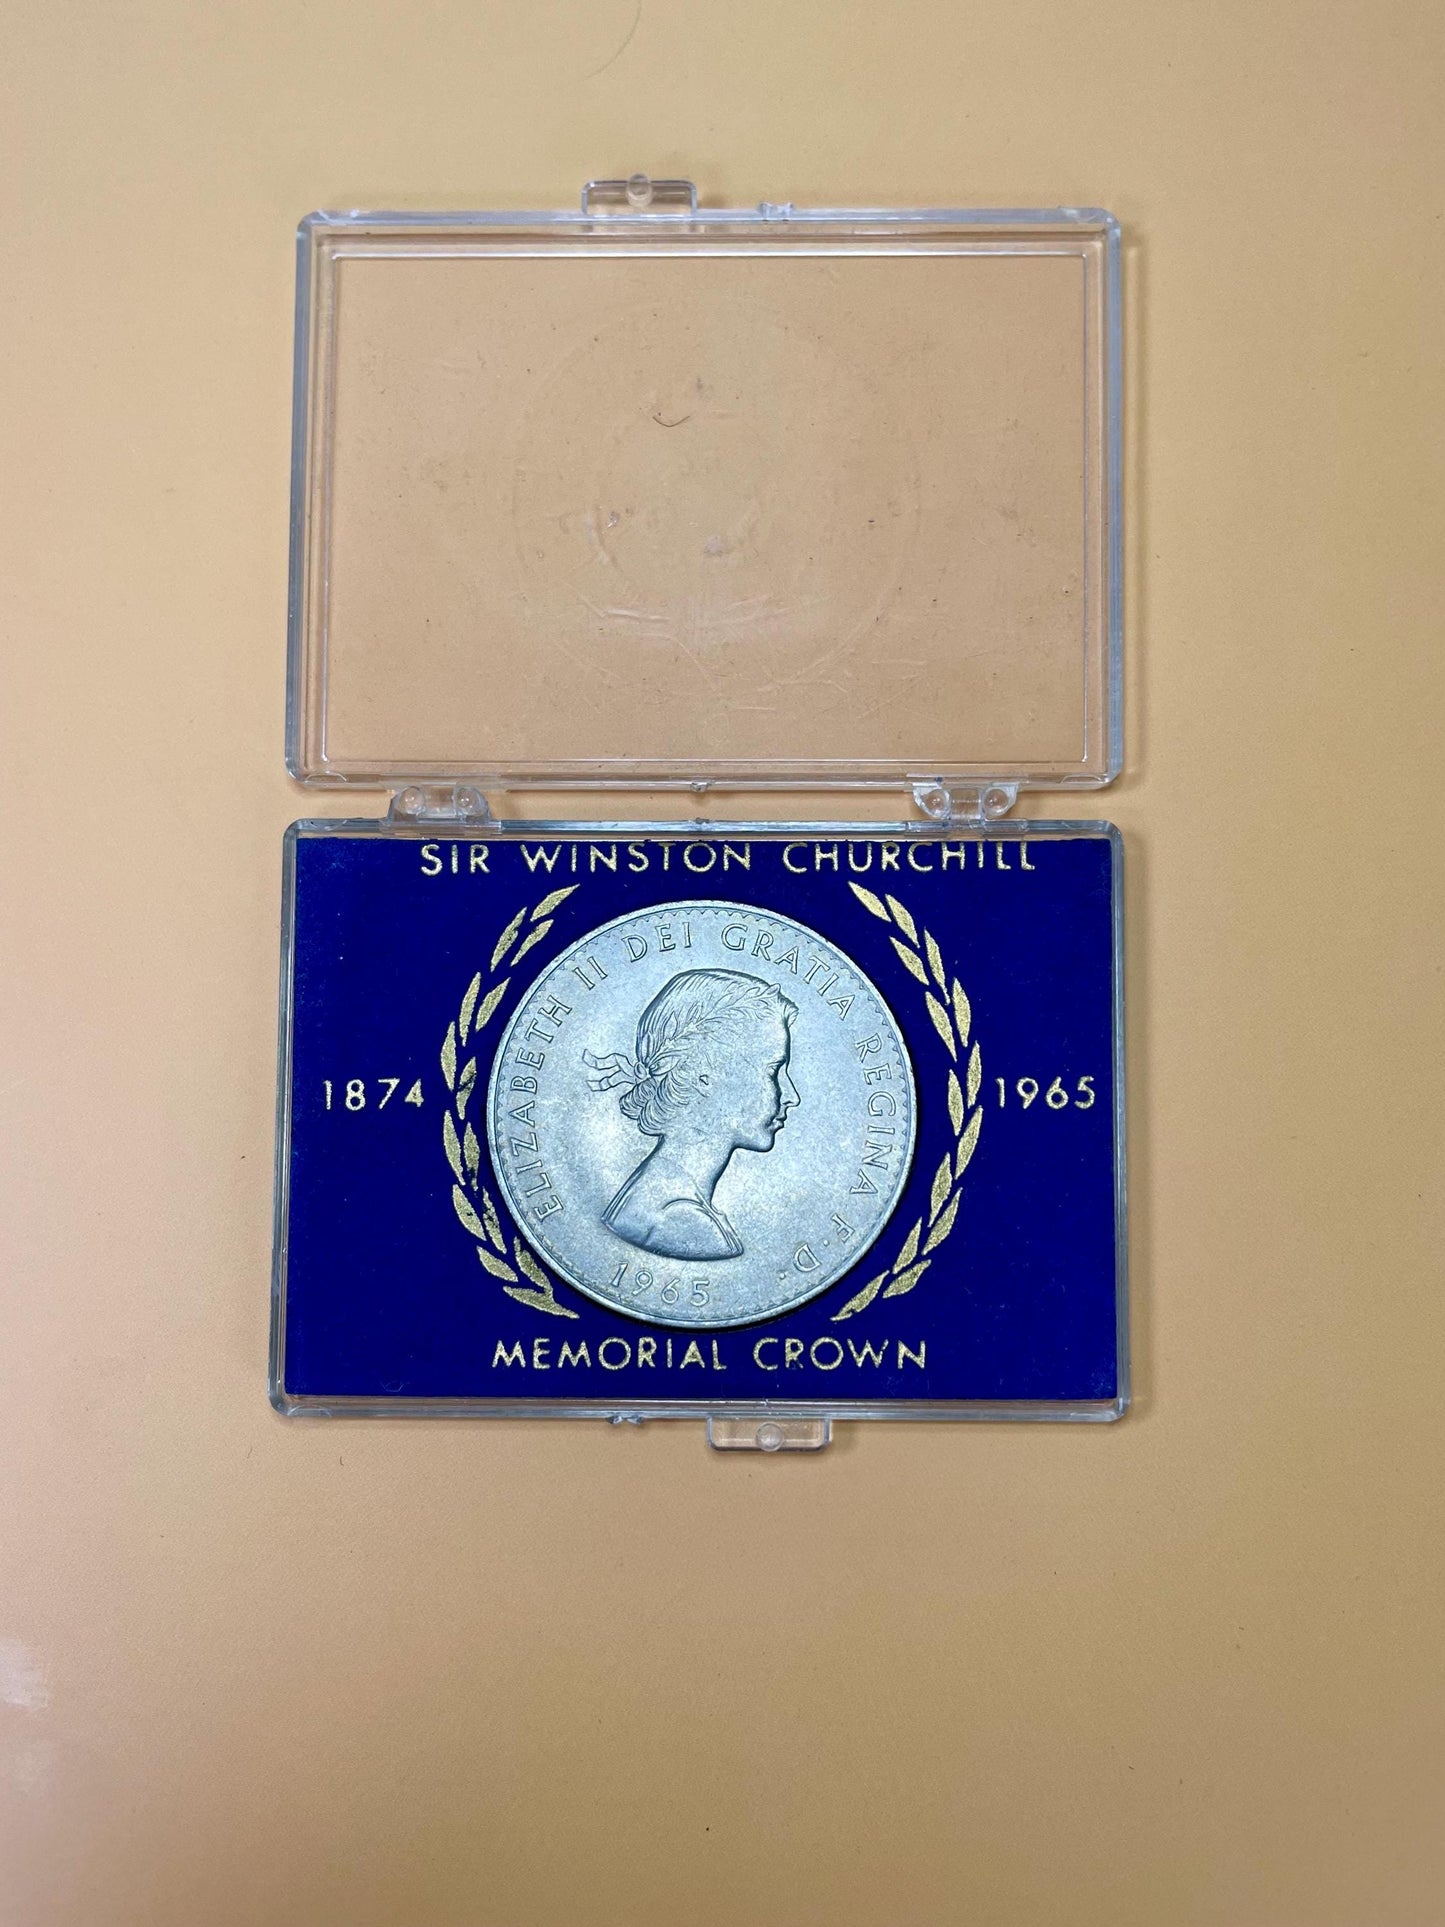 SIR WINSTON CHURCHILL
ELIZABETH II DEI GRATIA REGINA F.D.
1874
1965
1965
MEMORIAL CROWN